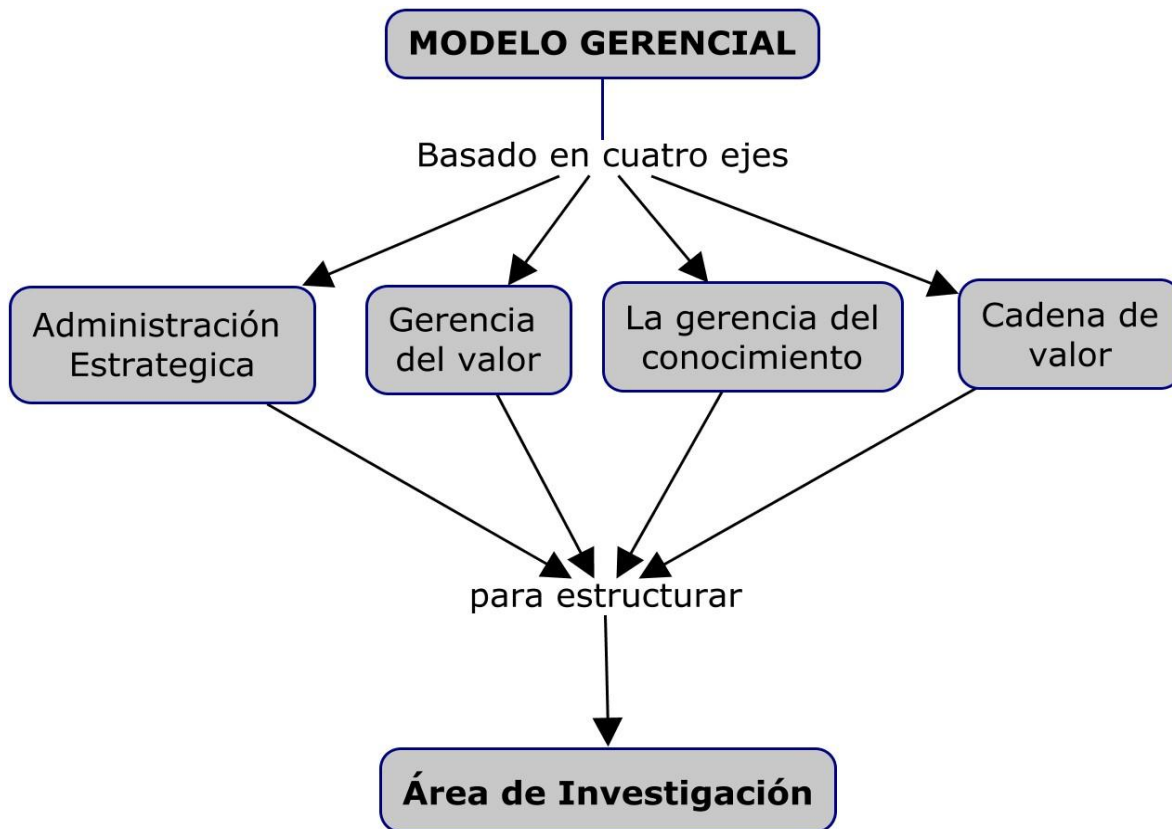 MODELO GERENCIAL
Basado en cuatro ejes
Administración
Estrategica
Gerencia
del valor
La gerencia del
conocimiento
Cadena de
valor
para estructurar
Área de Investigación